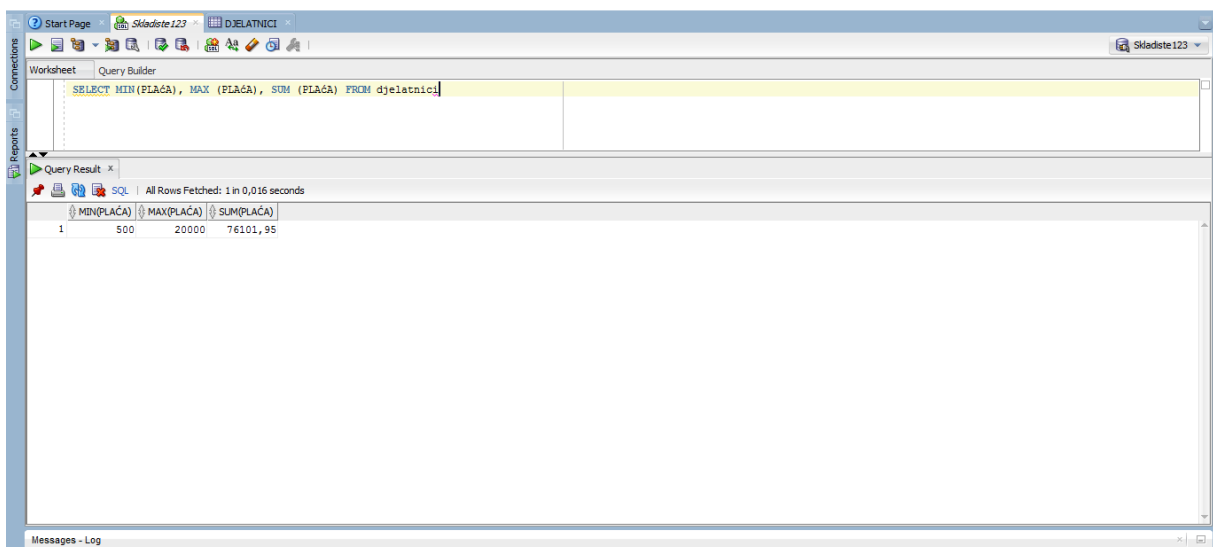 Start Page Skladiste123 DJELATNICI
Skladiste123
Connections
Reports
Worksheet Query Builder
SELECT MIN(PLAćA), MAX (PLAćA), SUM (PLAćA) FROM djelatnici
Query Result
SQL | All Rows Fetched: 1 in 0,016 seconds
MIN(PLAĆA) MAX(PLAĆA) SUM(PLAĆA)
1 500 20000 76101,95
Messages - Log